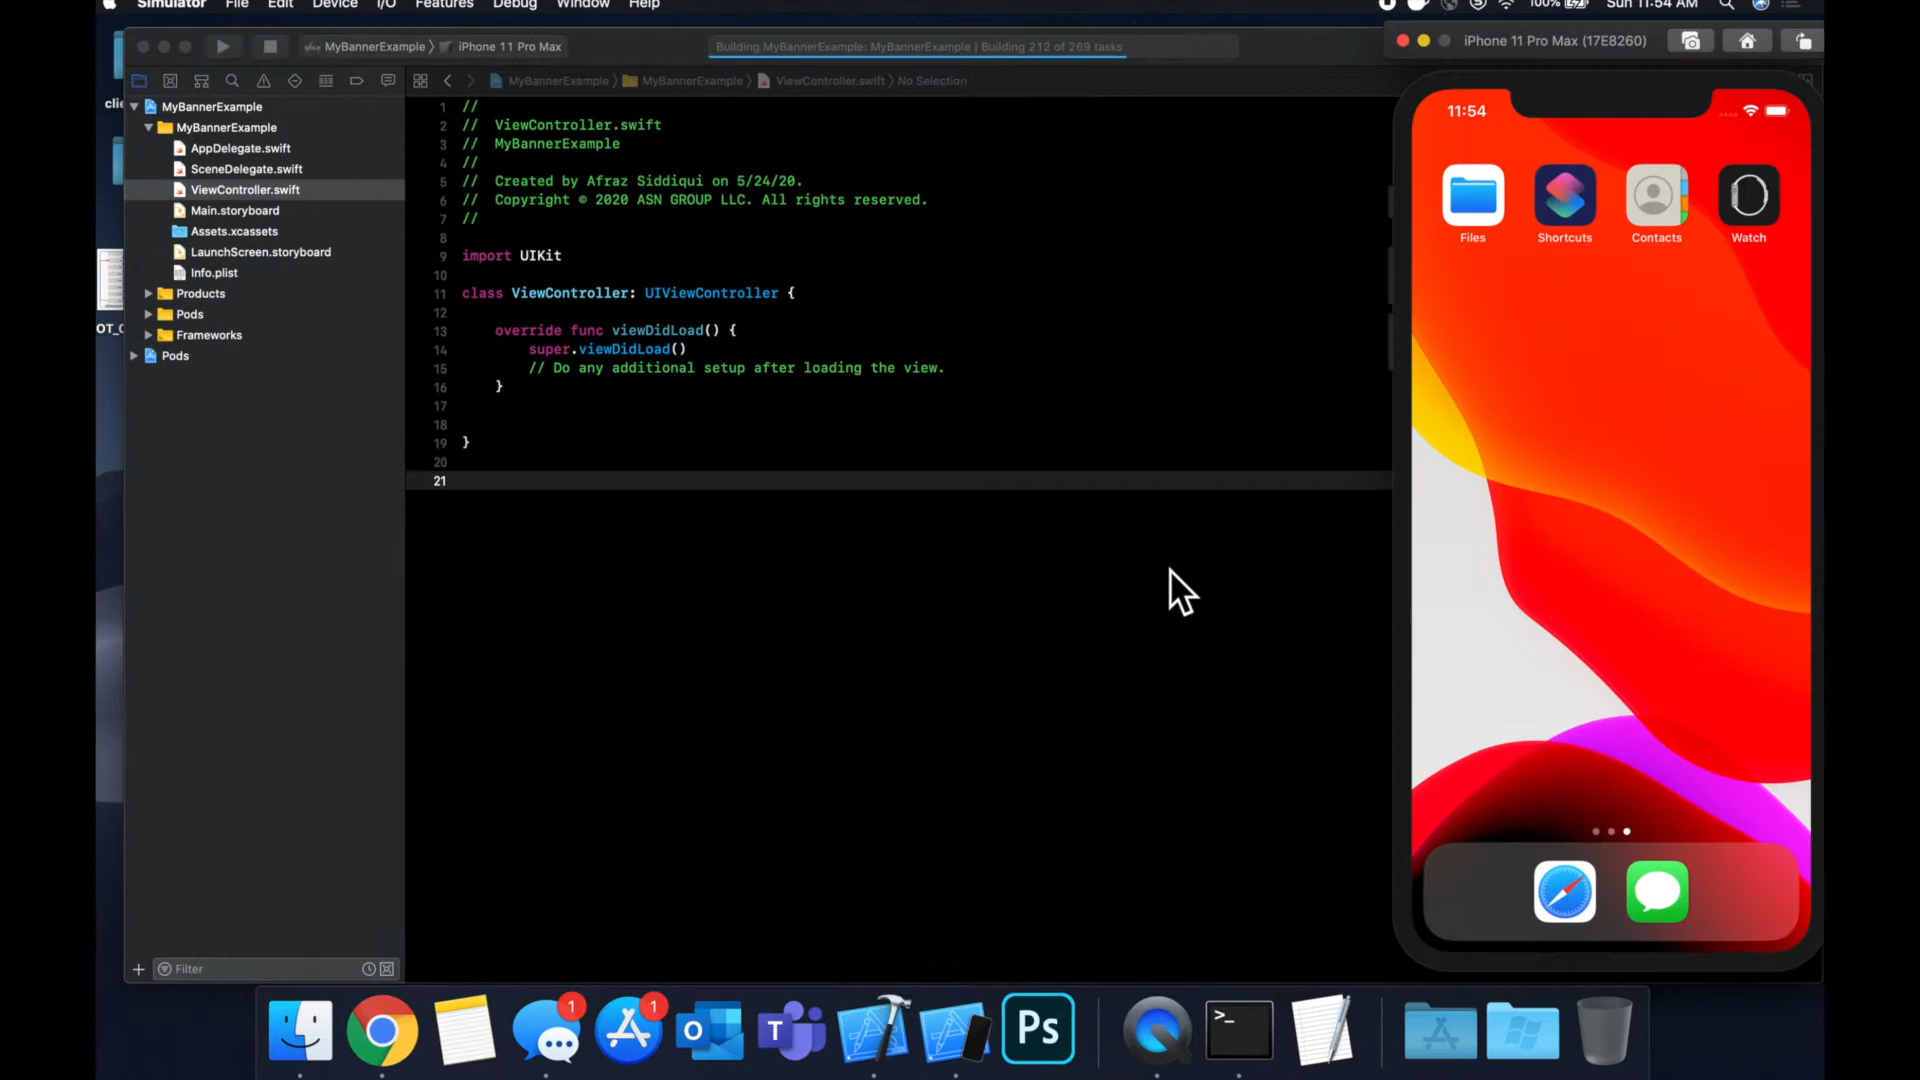 Simulator File Edit Device I/O Features Debug Window Help 100% Sun 11:54 AM
MyBannerExample iPhone 11 Pro Max
Building MyBannerExample: MyBannerExample | Building 212 of 269 tasks
iPhone 11 Pro Max (17E8260)
MyBannerExample MyBannerExample ViewController.swift No Selection
clie
OT_C
MyBannerExample
MyBannerExample
AppDelegate.swift
SceneDelegate.swift
ViewController.swift
Main.storyboard
Assets.xcassets
LaunchScreen.storyboard
Info.plist
Products
Pods
Frameworks
Pods
Filter
1 //
2 // ViewController.swift
3 // MyBannerExample
4 //
5 // Created by Afraz Siddiqui on 5/24/20.
6 // Copyright © 2020 ASN GROUP LLC. All rights reserved.
7 //
8
9 import UIKit
10
11 class ViewController: UIViewController {
12
13 override func viewDidLoad() {
14 super.viewDidLoad()
15 // Do any additional setup after loading the view.
16 }
17
18
19 }
20
21
11:54
Files Shortcuts Contacts Watch
1 1
O T Ps >_